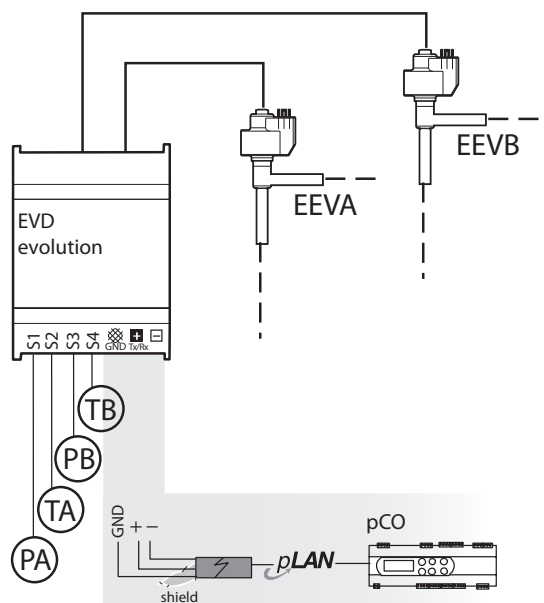 EEVB
EEVA
EVD
evolution
S1
S2
S3
S4
GND
Tx/Rx
TB
PB
TA
PA
GND
+
–
shield
pLAN
pCO